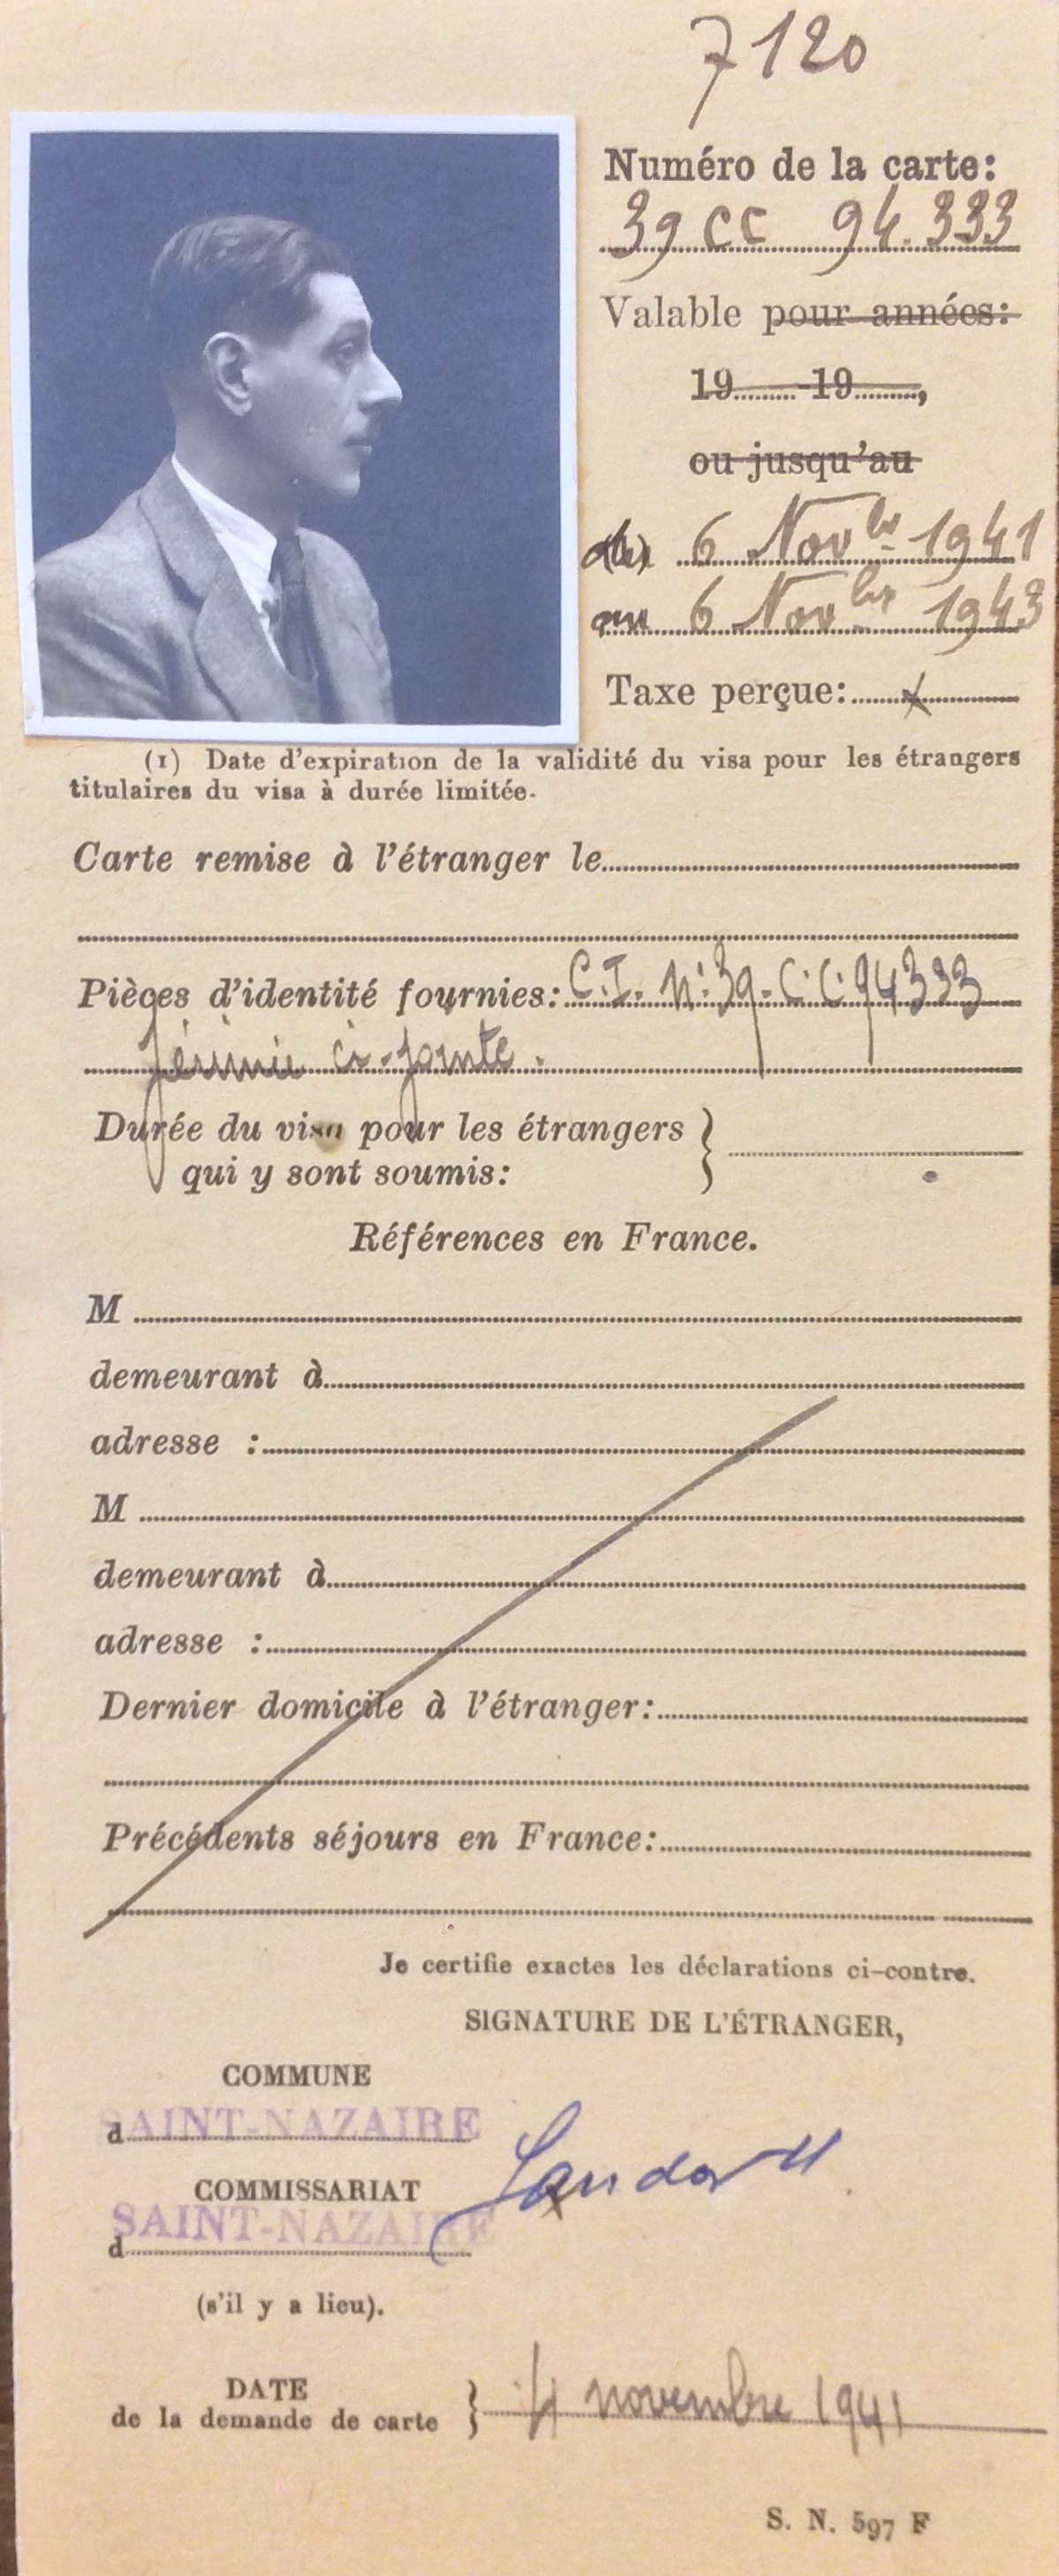 7120
Numéro de la carte:
39 CC 94.333
Valable pour années:
19........ 19........,
ou jusqu'au
6 Novbre 1941
au 6 Novbre 1943
Taxe perçue:
(1) Date d'expiration de la validité du visa pour les étrangers
titulaires du visa à durée limitée.
Carte remise à l'étranger le
Pièces d'identité fournies: C.I. N: 39. C.C. 94333
périmée ci-jointe.
Durée du visa pour les étrangers }
qui y sont soumis:
Références en France.
M
demeurant à
adresse :
M
demeurant à
adresse :
Dernier domicile à l'étranger:
Précédents séjours en France:
Je certifie exactes les déclarations ci-contre.
SIGNATURE DE L'ÉTRANGER,
COMMUNE
d SAINT-NAZAIRE
COMMISSARIAT
d SAINT-NAZAIRE
(s'il y a lieu).
DATE
de la demande de carte } 4 novembre 1941
S. N. 597 F